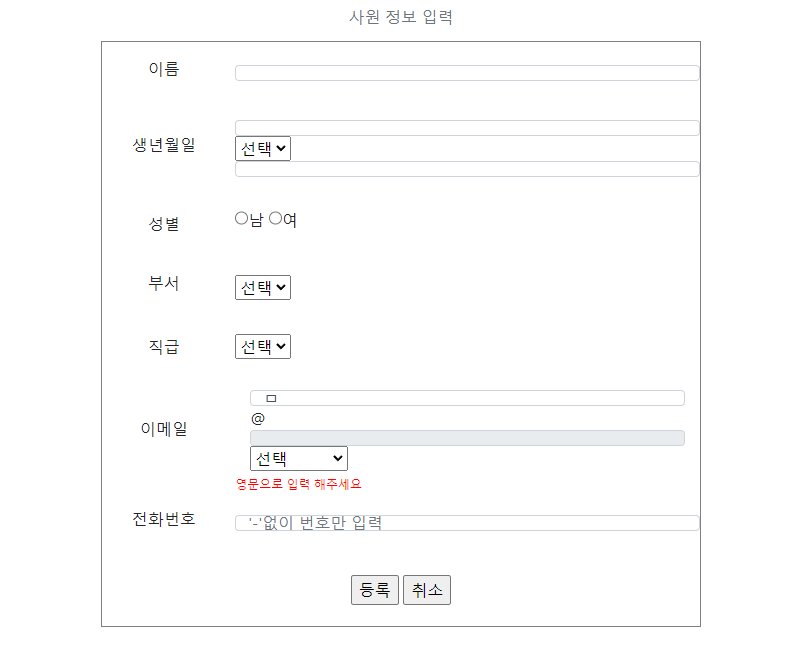 사원 정보 입력
이름
생년월일
선택
성별
남 여
부서
선택
직급
선택
이메일
ㅁ
@
선택
영문으로 입력 해주세요
전화번호
'-'없이 번호만 입력
등록 취소